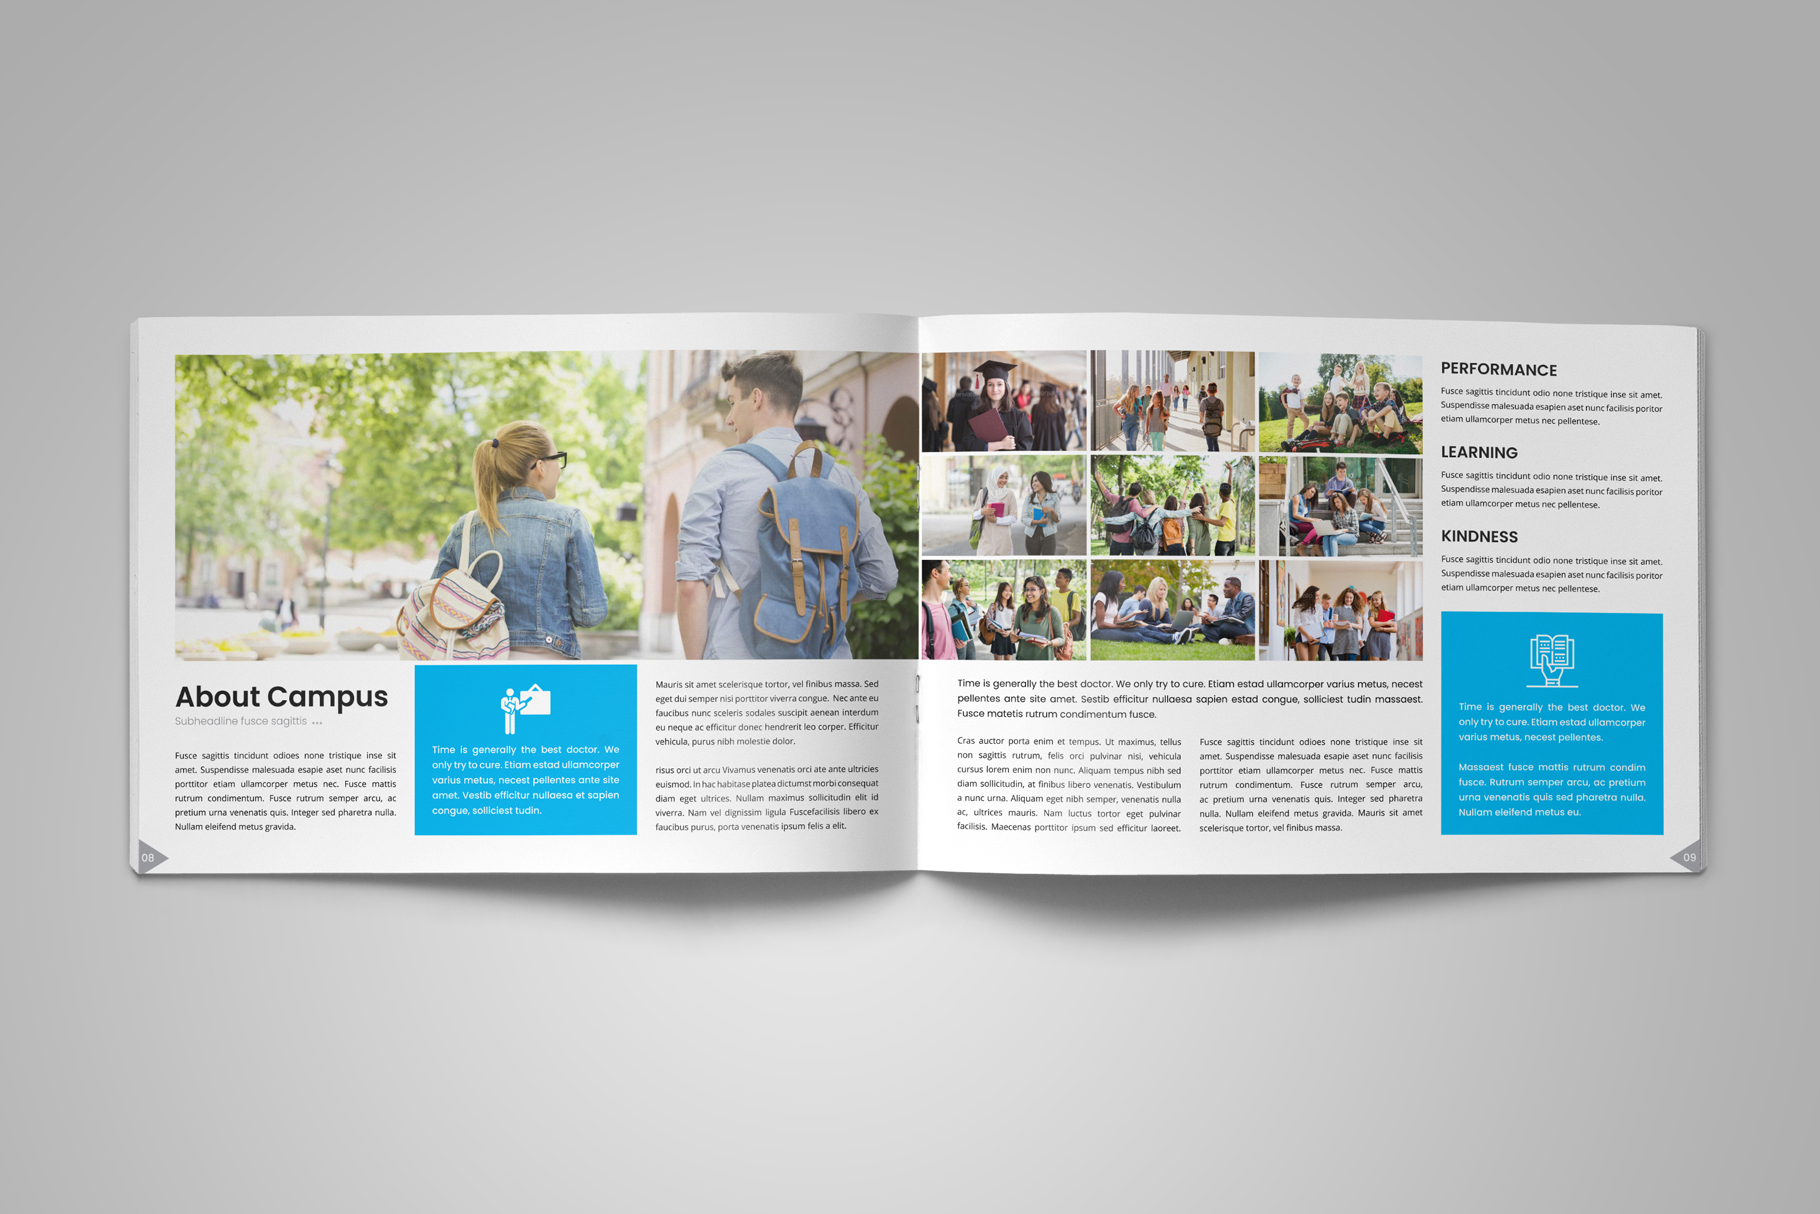 About Campus
Subheadline fusce sagittis ...
Fusce sagittis tincidunt odioes none tristique inse sit
amet. Suspendisse malesuada esapie aset nunc facilisis
porttitor etiam ullamcorper metus nec. Fusce mattis
rutrum condimentum. Fusce rutrum semper arcu, ac
pretium urna venenatis quis. Integer sed pharetra nulla.
Nullam eleifend metus gravida.
Time is generally the best doctor. We
only try to cure. Etiam estad ullamcorper
varius metus, necest pellentes ante site
amet. Vestib efficitur nullaesa et sapien
congue, solliciest tudin.
Mauris sit amet scelerisque tortor, vel finibus massa. Sed
eget dui semper nisi porttitor viverra congue. Nec ante eu
faucibus nunc sceleris sodales suscipit aenean interdum
eu neque ac efficitur donec hendrerit leo corper. Efficitur
vehicula, purus nibh molestie dolor.
risus orci ut arcu Vivamus venenatis orci ate ante ultricies
euismod. In hac habitasse platea dictumst morbi consequat
diam eget ultrices. Nullam maximus sollicitudin elit id
viverra. Nam vel dignissim ligula Fuscefacilisis libero ex
faucibus purus, porta venenatis ipsum felis a elit.
08
Time is generally the best doctor. We only try to cure. Etiam estad ullamcorper varius metus, necest
pellentes ante site amet. Sestib efficitur nullaesa sapien estad congue, solliciest tudin massaest.
Fusce matetis rutrum condimentum fusce.
Cras auctor porta enim et tempus. Ut maximus, tellus
non sagittis rutrum, felis orci pulvinar nisi, vehicula
cursus lorem enim non nunc. Aliquam tempus nibh sed
diam sollicitudin, at finibus libero venenatis. Vestibulum
a nunc urna. Aliquam eget nibh semper, venenatis nulla
ac, ultrices mauris. Nam luctus tortor eget pulvinar
facilisis. Maecenas porttitor ipsum sed efficitur laoreet.
Fusce sagittis tincidunt odioes none tristique inse sit
amet. Suspendisse malesuada esapie aset nunc facilisis
porttitor etiam ullamcorper metus nec. Fusce mattis
rutrum condimentum. Fusce rutrum semper arcu,
ac pretium urna venenatis quis. Integer sed pharetra
nulla. Nullam eleifend metus gravida. Mauris sit amet
scelerisque tortor, vel finibus massa.
PERFORMANCE
Fusce sagittis tincidunt odio none tristique inse sit amet.
Suspendisse malesuada esapien aset nunc facilisis poritor
etiam ullamcorper metus nec pellentese.
LEARNING
Fusce sagittis tincidunt odio none tristique inse sit amet.
Suspendisse malesuada esapien aset nunc facilisis poritor
etiam ullamcorper metus nec pellentese.
KINDNESS
Fusce sagittis tincidunt odio none tristique inse sit amet.
Suspendisse malesuada esapien aset nunc facilisis poritor
etiam ullamcorper metus nec pellentese.
Time is generally the best doctor. We
only try to cure. Etiam estad ullamcorper
varius metus, necest pellentes.
Massaest fusce mattis rutrum condim
fusce. Rutrum semper arcu, ac pretium
urna venenatis quis sed pharetra nulla.
Nullam eleifend metus eu.
09